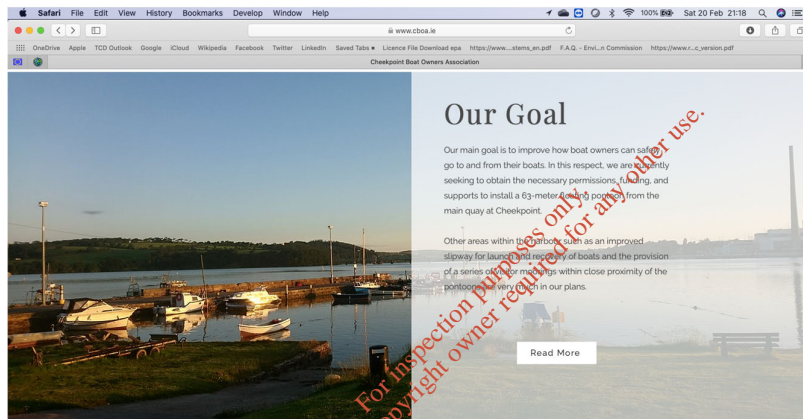 Safari File Edit View History Bookmarks Develop Window Help 100% Sat 20 Feb 21:18
www.cboa.ie
OneDrive Apple TCD Outlook Google iCloud Wikipedia Facebook Twitter LinkedIn Saved Tabs Licence File Download epa https://www....stems_en.pdf F.A.Q. - Envi...n Commission https://www.r...c_version.pdf
Cheekpoint Boat Owners Association
Our Goal
Our main goal is to improve how boat owners can safely
go to and from their boats. In this respect, we are currently
seeking to obtain the necessary permissions, funding, and
supports to install a 63-meter floating pontoon from the
main quay at Cheekpoint.
Other areas within the harbour such as an improved
slipway for launch and recovery of boats and the provision
of a series of visitor moorings within close proximity of the
pontoons are very much in our plans.
Read More
For inspection purposes only.
copyright owner required for any other use.